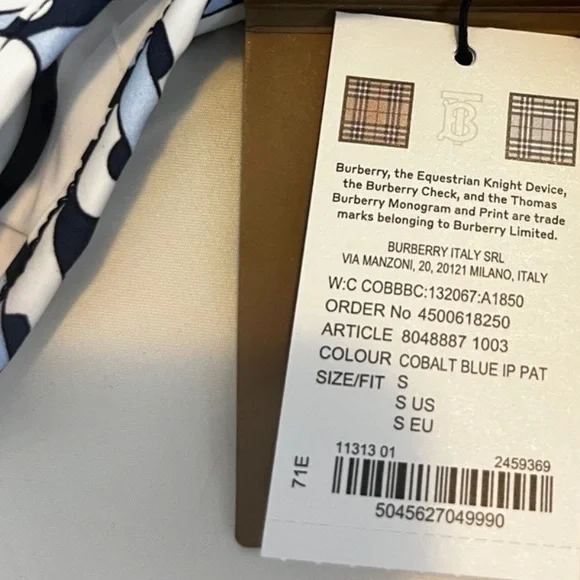 TB
Burberry, the Equestrian Knight Device,
the Burberry Check, and the Thomas
Burberry Monogram and Print are trade
marks belonging to Burberry Limited.
BURBERRY ITALY SRL
VIA MANZONI, 20, 20121 MILANO, ITALY
W:C COBBBC:132067:A1850
ORDER No 4500618250
ARTICLE 8048887 1003
COLOUR COBALT BLUE IP PAT
SIZE/FIT S
S US
S EU
71E
11313 01 2459369
5045627049990